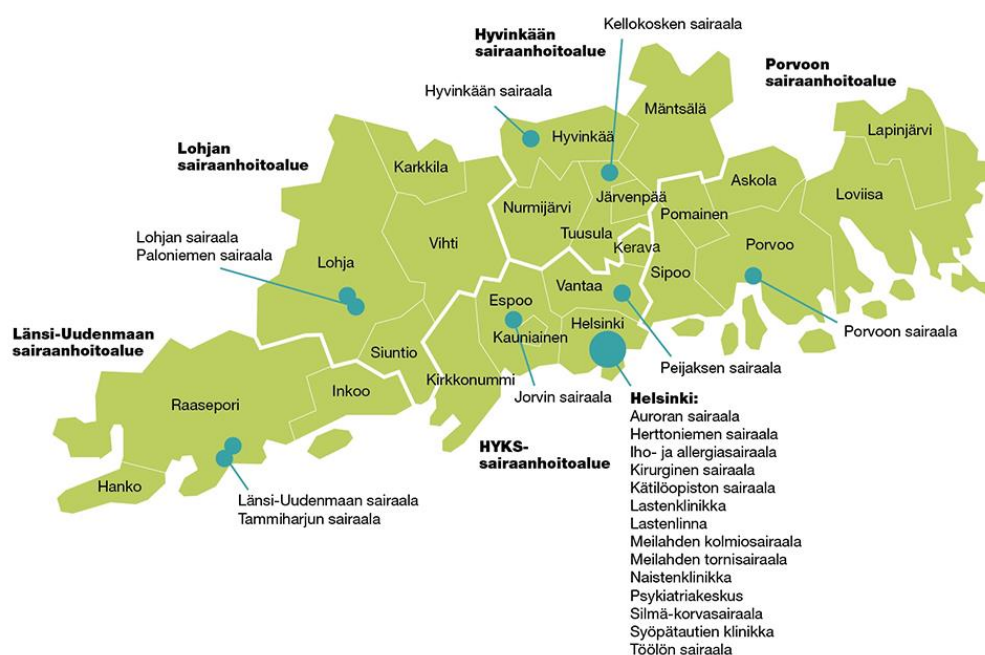 Kellokosken sairaala
Hyvinkään
sairaanhoitoalue
Porvoon
sairaanhoitoalue
Hyvinkään sairaala
Mäntsälä
Lapinjärvi
Hyvinkää
Lohjan
sairaanhoitoalue
Karkkila
Askola
Loviisa
Järvenpää
Nurmijärvi
Pornainen
Tuusula
Vihti
Kerava
Porvoo
Lohjan sairaala
Paloniemen sairaala
Lohja
Sipoo
Vantaa
Espoo
Länsi-Uudenmaan
sairaanhoitoalue
Helsinki
Kauniainen
Porvoon sairaala
Siuntio
Peijaksen sairaala
Kirkkonummi
Inkoo
Jorvin sairaala
Raasepori
HYKS-
sairaanhoitoalue
Hanko
Länsi-Uudenmaan sairaala
Tammiharjun sairaala
Helsinki:
Auroran sairaala
Herttoniemen sairaala
Iho- ja allergiasairaala
Kirurginen sairaala
Kätilöopiston sairaala
Lastenklinikka
Lastenlinna
Meilahden kolmiosairaala
Meilahden tornisairaala
Naistenklinikka
Psykiatriakeskus
Silmä-korvasairaala
Syöpätautien klinikka
Töölön sairaala